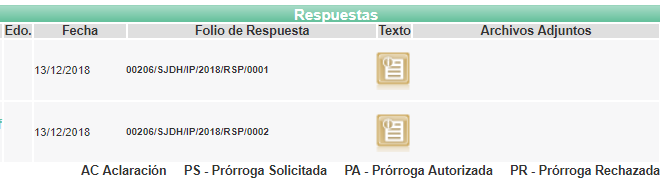 Respuestas
Edo. Fecha Folio de Respuesta Texto Archivos Adjuntos
13/12/2018 00206/SJDH/IP/2018/RSP/0001
13/12/2018 00206/SJDH/IP/2018/RSP/0002
AC Aclaración PS - Prórroga Solicitada PA - Prórroga Autorizada PR - Prórroga Rechazada